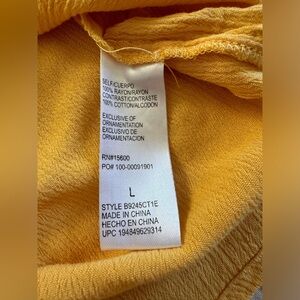 SELF/CUERPO
100% RAYON/RAYON
CONTRAST/CONTRASTE
100% COTTON/ALGODON
EXCLUSIVE OF
ORNAMENTATION
EXCLUSIVO DE
ORNAMENTACION
RN#15600
PO# 100-00091901
L
STYLE B9245CT1E
MADE IN CHINA
HECHO EN CHINA
UPC 194849629314